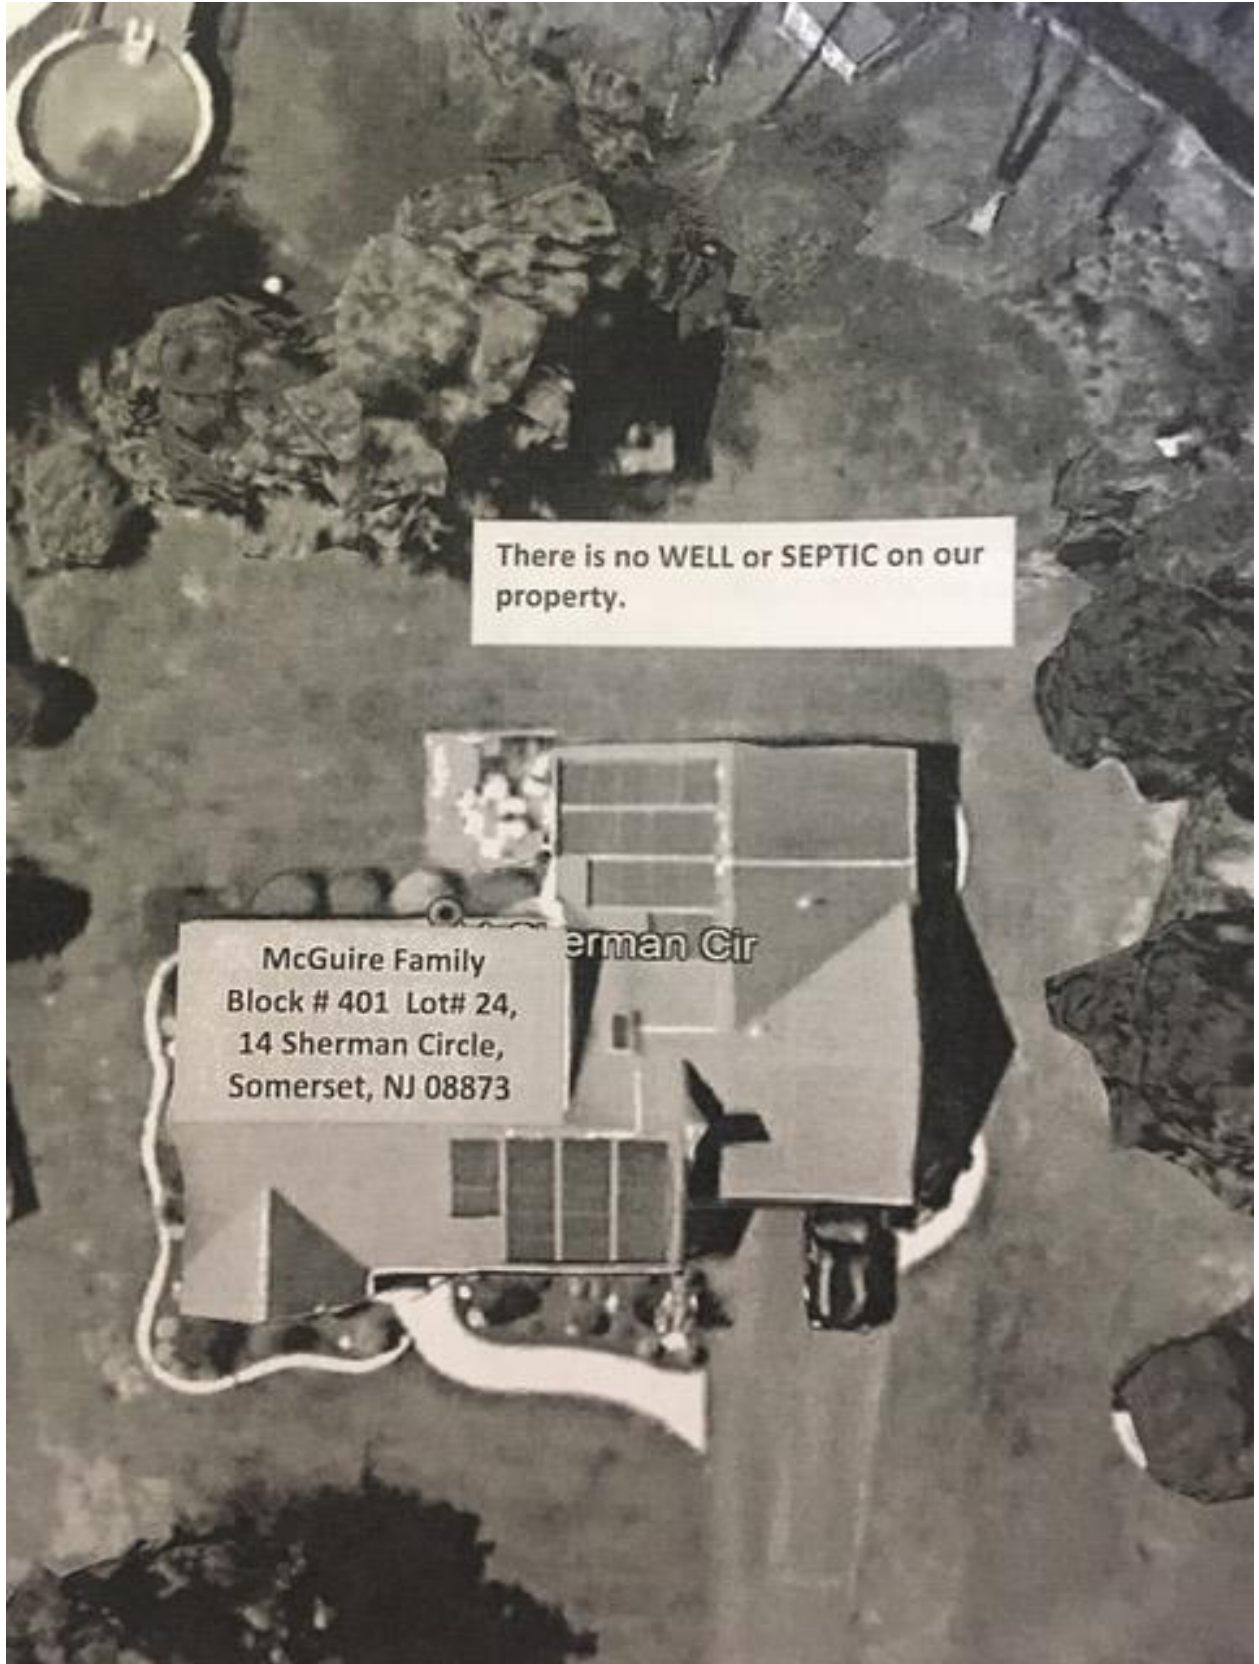 There is no WELL or SEPTIC on our
property.
erman Cir
McGuire Family
Block # 401 Lot# 24,
14 Sherman Circle,
Somerset, NJ 08873